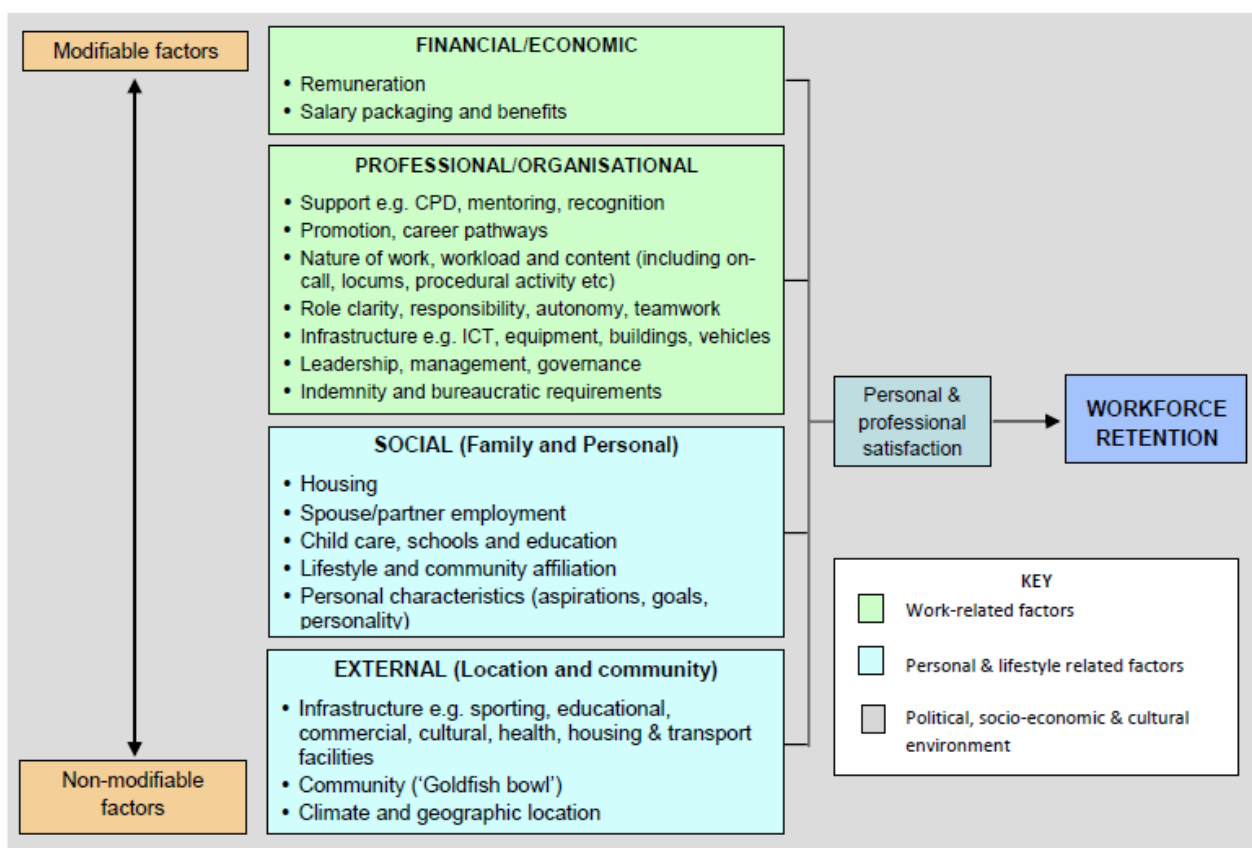 Modifiable factors
Non-modifiable
factors
FINANCIAL/ECONOMIC
• Remuneration
• Salary packaging and benefits
PROFESSIONAL/ORGANISATIONAL
• Support e.g. CPD, mentoring, recognition
• Promotion, career pathways
• Nature of work, workload and content (including on-
call, locums, procedural activity etc)
• Role clarity, responsibility, autonomy, teamwork
• Infrastructure e.g. ICT, equipment, buildings, vehicles
• Leadership, management, governance
• Indemnity and bureaucratic requirements
SOCIAL (Family and Personal)
• Housing
• Spouse/partner employment
• Child care, schools and education
• Lifestyle and community affiliation
• Personal characteristics (aspirations, goals,
personality)
EXTERNAL (Location and community)
• Infrastructure e.g. sporting, educational,
commercial, cultural, health, housing & transport
facilities
• Community (‘Goldfish bowl’)
• Climate and geographic location
Personal &
professional
satisfaction
WORKFORCE
RETENTION
KEY
Work-related factors
Personal & lifestyle related factors
Political, socio-economic & cultural
environment